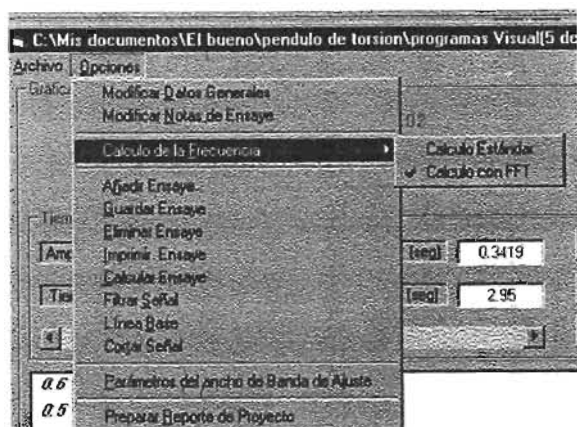 C:\Mis documentos\El bueno\pendulo de torsion\programas Visual(5 de
Archivo Opciones
Modificar Datos Generales
Modificar Notas de Ensaye
02
Calculo de la Frecuencia
Calculo Estándar
Calculo con FFT
Añadir Ensaye
Guardar Ensaye
Eliminar Ensaye
Imprimir Ensaye
Calcular Ensaye
Filtrar Señal
Línea Base
Cortar Señal
[seg] 0.3419
[seg] 2.95
Parámetros del ancho de Banda de Ajuste
0.6
0.5
Preparar Reporte de Proyecto